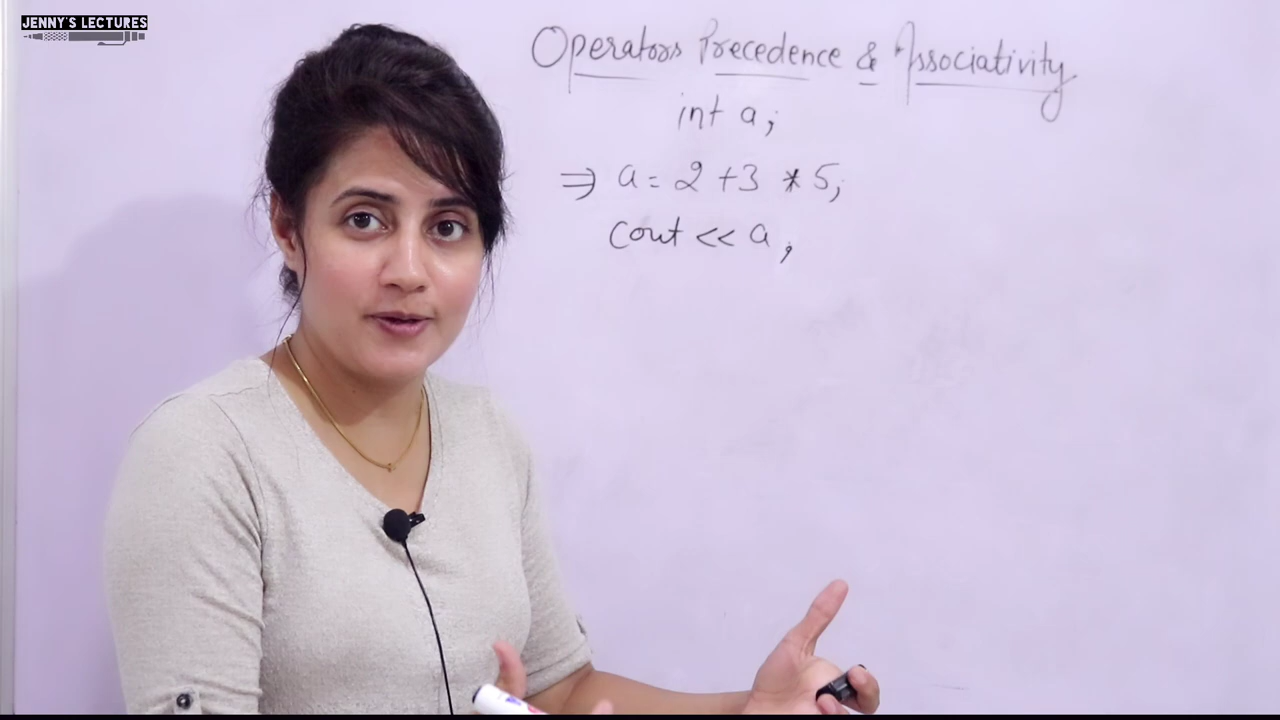 JENNY'S LECTURES
Operators Precedence & Associativity
int a;
⇒ a = 2 + 3 * 5;
cout << a;